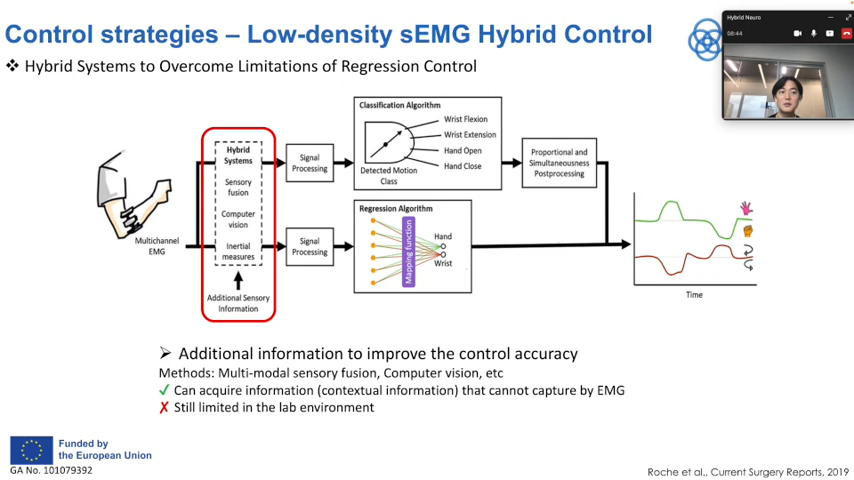 Control strategies – Low-density sEMG Hybrid Control
Hybrid Neuro
08:44
❖ Hybrid Systems to Overcome Limitations of Regression Control
Multichannel
EMG
Hybrid
Systems
Sensory
fusion
Computer
vision
Inertial
measures
Additional Sensory
Information
Signal
Processing
Signal
Processing
Classification Algorithm
Wrist Flexion
Wrist Extension
Hand Open
Hand Close
Detected Motion
Class
Proportional and
Simultaneousness
Postprocessing
Regression Algorithm
Mapping function
Hand
Wrist
Time
➢ Additional information to improve the control accuracy
Methods: Multi-modal sensory fusion, Computer vision, etc
✓ Can acquire information (contextual information) that cannot capture by EMG
✗ Still limited in the lab environment
Funded by
the European Union
GA No. 101079392
Roche et al., Current Surgery Reports, 2019